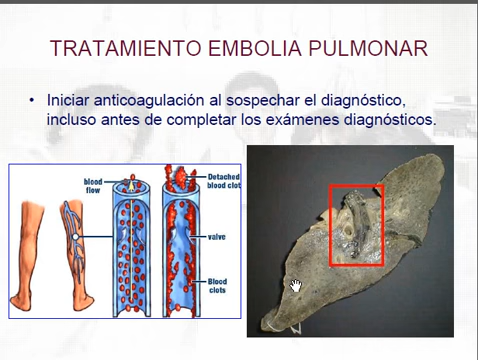 TRATAMIENTO EMBOLIA PULMONAR
• Iniciar anticoagulación al sospechar el diagnóstico,
incluso antes de completar los exámenes diagnósticos.
blood
flow
Detached
blood clot
valve
Blood
clots